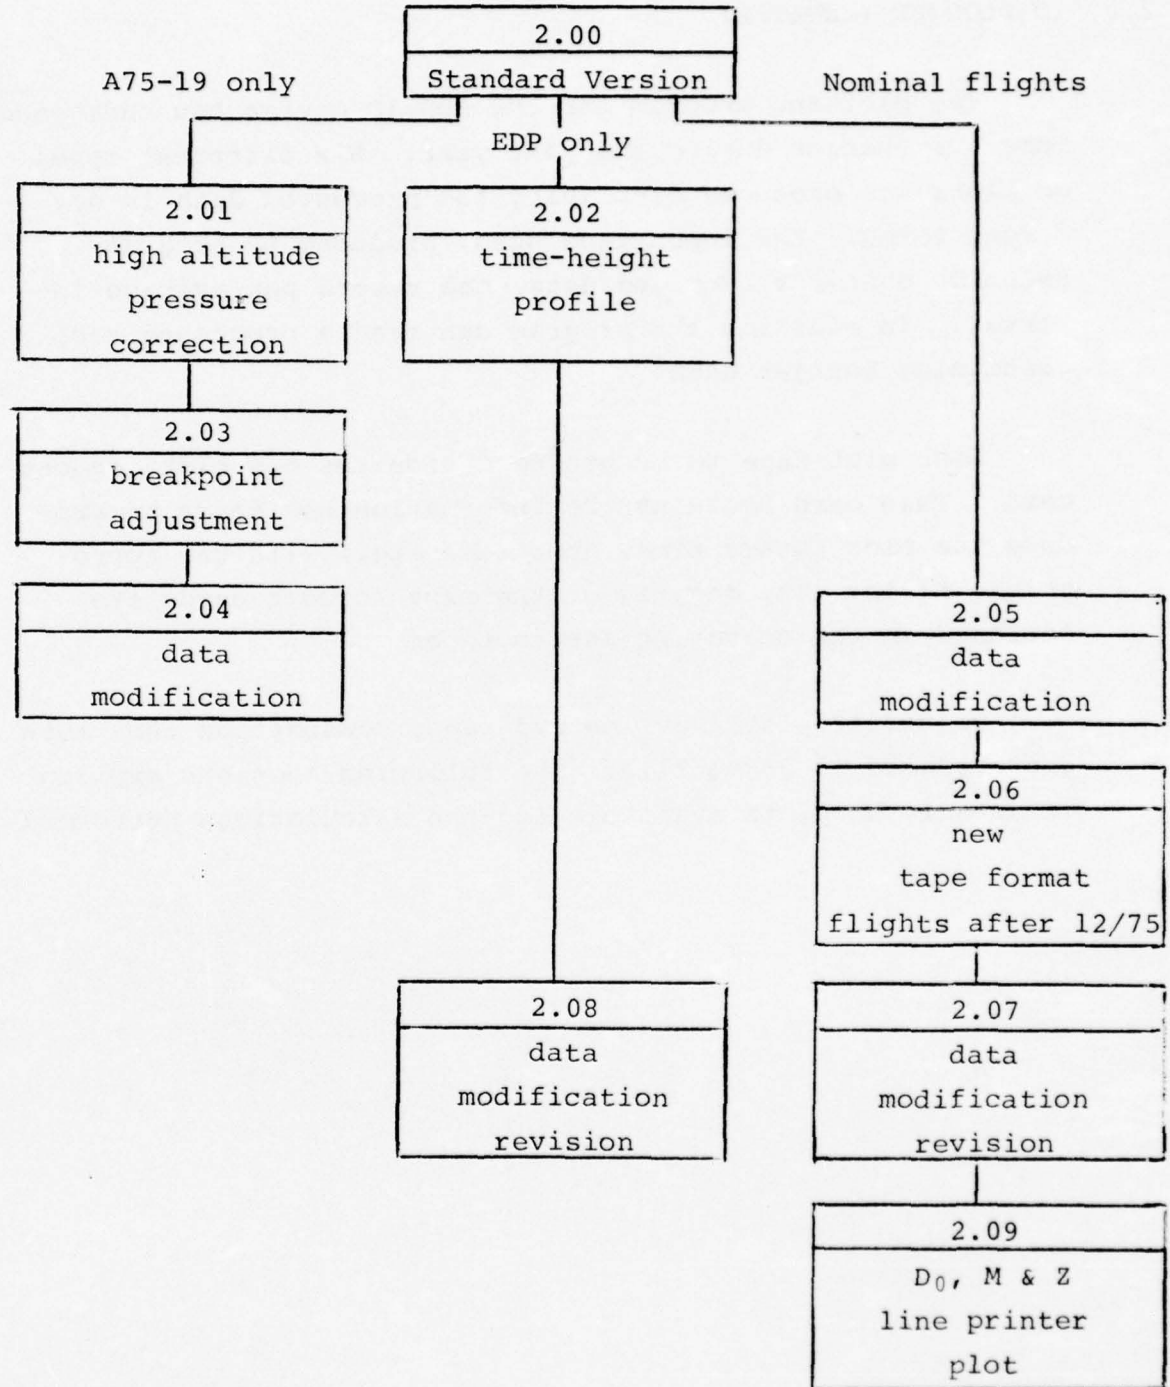 2.00
Standard Version
A75-19 only
EDP only
Nominal flights
2.01
high altitude
pressure
correction
2.02
time-height
profile
2.03
breakpoint
adjustment
2.04
data
modification
2.05
data
modification
2.06
new
tape format
flights after 12/75
2.08
data
modification
revision
2.07
data
modification
revision
2.09
D₀, M & Z
line printer
plot